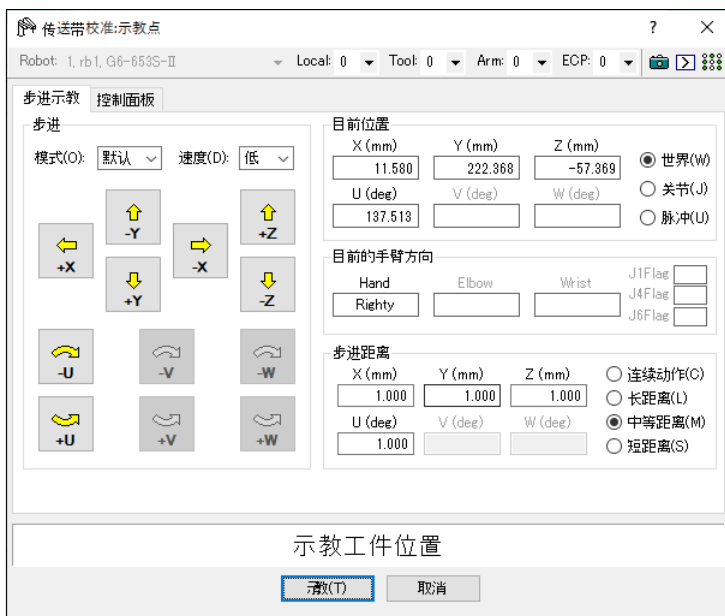 传送带校准:示教点 ? ×
Robot: 1, rb1, G6-653S-II Local: 0 Tool: 0 Arm: 0 ECP: 0
步进示教 控制面板
步进
模式(O): 默认 速度(D): 低
-Y +Z
+X -X
+Y -Z
-U -V -W
+U +V +W
目前位置
X (mm) Y (mm) Z (mm)
11.580 222.368 -57.369
世界(W)
U (deg) V (deg) W (deg)
关节(J)
137.513
脉冲(U)
目前的手臂方向
Hand Elbow Wrist
Righty
J1Flag
J4Flag
J6Flag
步进距离
X (mm) Y (mm) Z (mm)
1.000 1.000 1.000
U (deg) V (deg) W (deg)
1.000
连续动作(C)
长距离(L)
中等距离(M)
短距离(S)
示教工件位置
示教(T) 取消